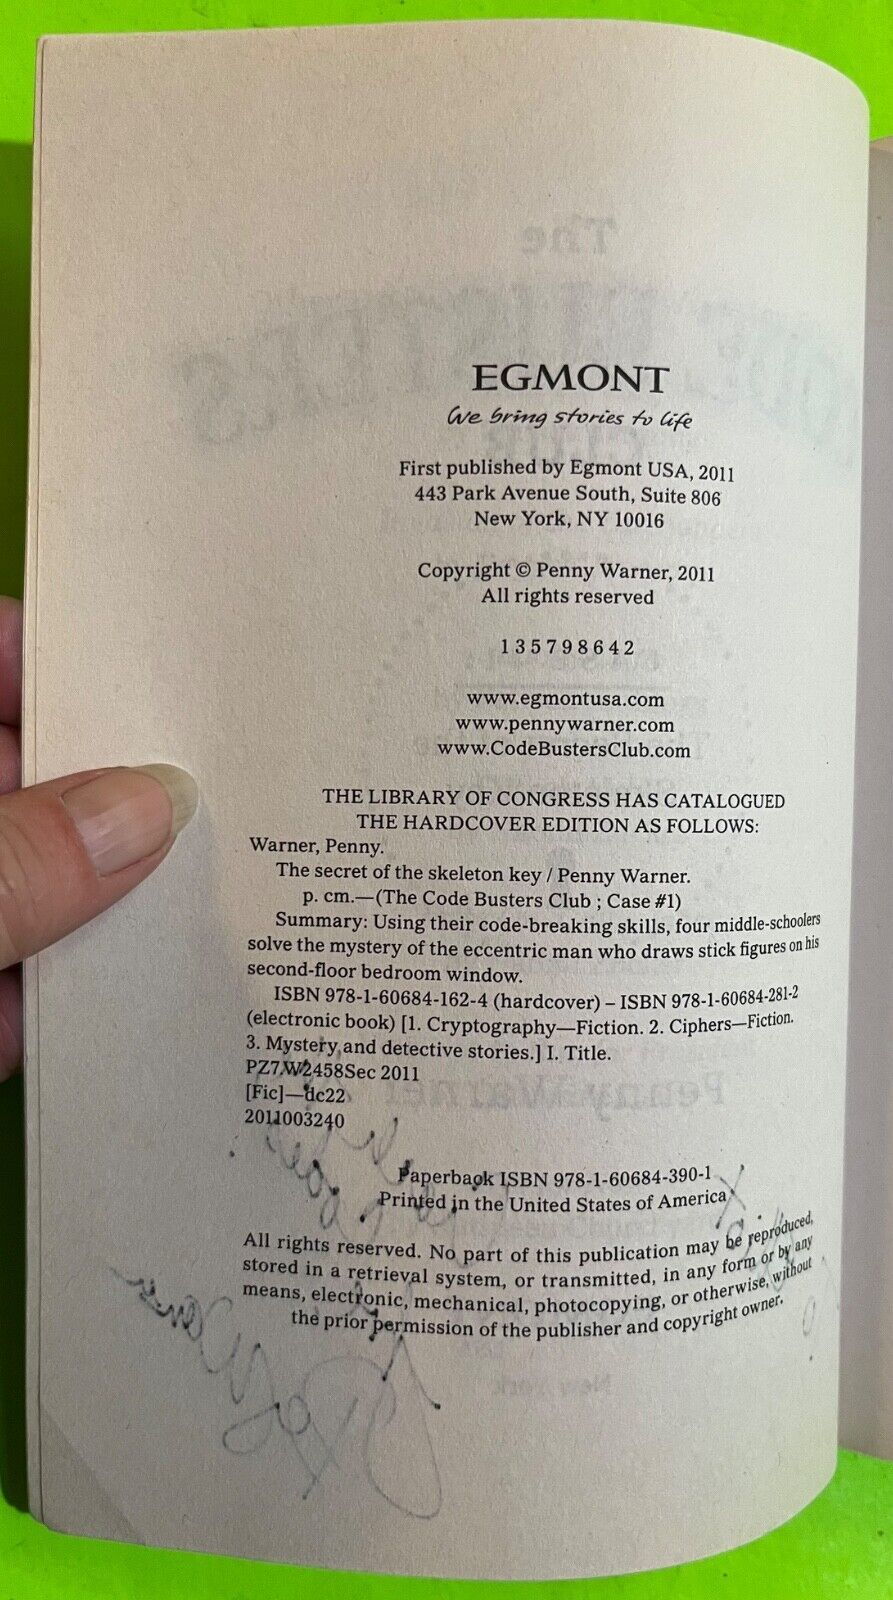 EGMONT
We bring stories to life
First published by Egmont USA, 2011
443 Park Avenue South, Suite 806
New York, NY 10016
Copyright © Penny Warner, 2011
All rights reserved
1 3 5 7 9 8 6 4 2
www.egmontusa.com
www.pennywarner.com
www.CodeBustersClub.com
THE LIBRARY OF CONGRESS HAS CATALOGUED
THE HARDCOVER EDITION AS FOLLOWS:
Warner, Penny.
The secret of the skeleton key / Penny Warner.
p. cm.—(The Code Busters Club ; Case #1)
Summary: Using their code-breaking skills, four middle-schoolers
solve the mystery of the eccentric man who draws stick figures on his
second-floor bedroom window.
ISBN 978-1-60684-162-4 (hardcover) – ISBN 978-1-60684-281-2
(electronic book) [1. Cryptography—Fiction. 2. Ciphers—Fiction.
3. Mystery and detective stories.] I. Title.
PZ7.W2458Sec 2011
[Fic]—dc22
2011003240
Paperback ISBN 978-1-60684-390-1
Printed in the United States of America
All rights reserved. No part of this publication may be reproduced,
stored in a retrieval system, or transmitted, in any form or by any
means, electronic, mechanical, photocopying, or otherwise, without
the prior permission of the publisher and copyright owner.